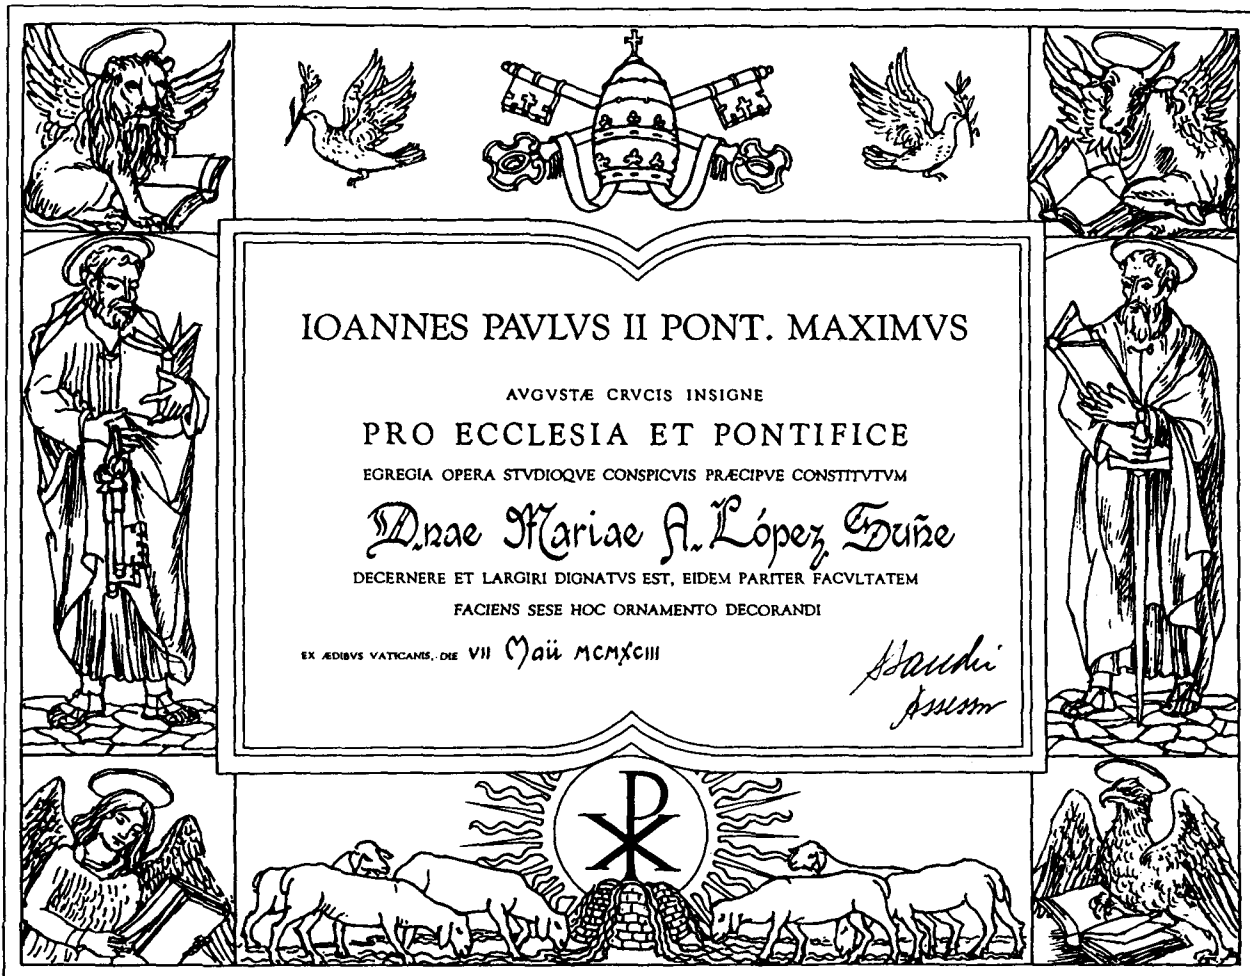 IOANNES PAVLVS II PONT. MAXIMVS
AVGVSTÆ CRVCIS INSIGNE
PRO ECCLESIA ET PONTIFICE
EGREGIA OPERA STVDIOQVE CONSPICVIS PRÆCIPVE CONSTITVTVM
D.nae Mariae A. López Suñe
DECERNERE ET LARGIRI DIGNATVS EST, EIDEM PARITER FACVLTATEM
FACIENS SESE HOC ORNAMENTO DECORANDI
EX ÆDIBVS VATICANIS, DIE VII Maii MCMXCIII
Assessor